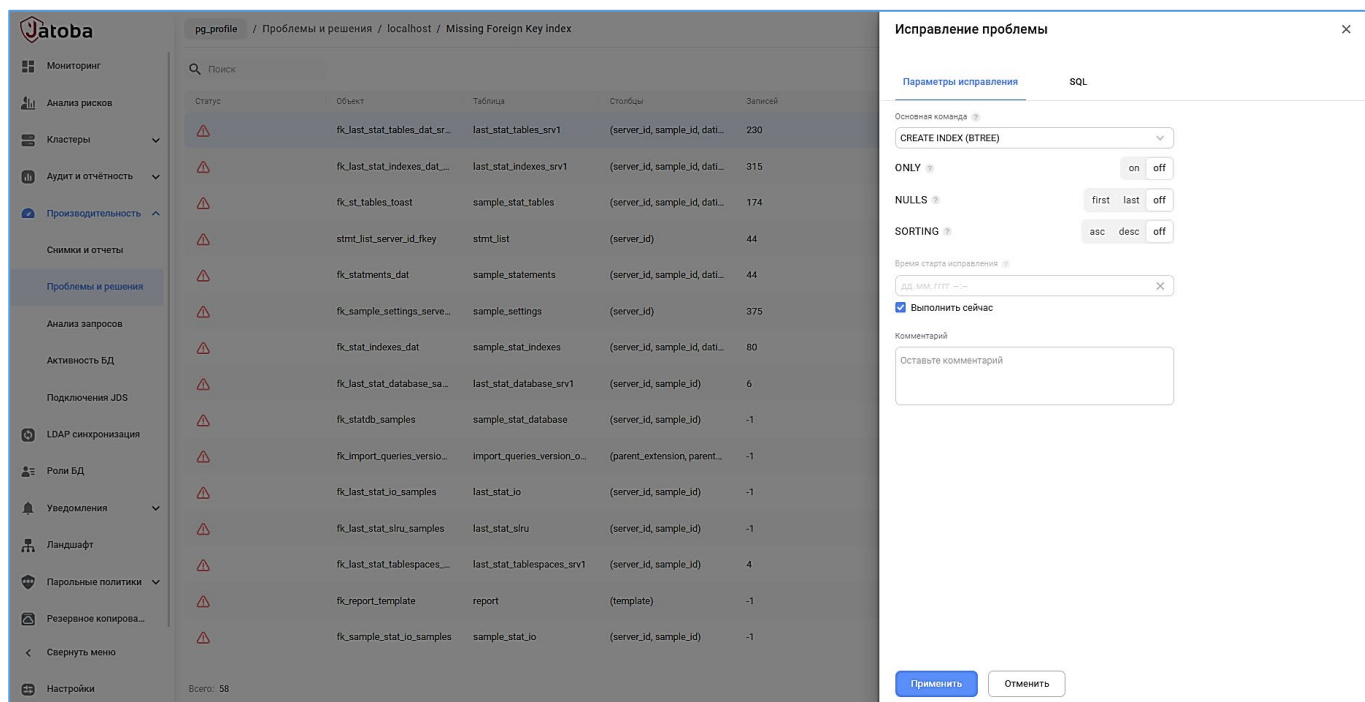 Jatoba
Мониторинг
Анализ рисков
Кластеры
Аудит и отчётность
Производительность
Снимки и отчеты
Проблемы и решения
Анализ запросов
Активность БД
Подключения JDS
LDAP синхронизация
Роли БД
Уведомления
Ландшафт
Парольные политики
Резервное копирова...
Свернуть меню
Настройки
pg_profile / Проблемы и решения / localhost / Missing Foreign Key index
Поиск
Статус Объект Таблица Столбцы Записей
fk_last_stat_tables_dat_sr... last_stat_tables_srv1 (server_id, sample_id, dati... 230
fk_last_stat_indexes_dat_... last_stat_indexes_srv1 (server_id, sample_id, dati... 315
fk_st_tables_toast sample_stat_tables (server_id, sample_id, dati... 174
stmt_list_server_id_fkey stmt_list (server_id) 44
fk_statments_dat sample_statements (server_id, sample_id, dati... 44
fk_sample_settings_serve... sample_settings (server_id) 375
fk_stat_indexes_dat sample_stat_indexes (server_id, sample_id, dati... 80
fk_last_stat_database_sa... last_stat_database_srv1 (server_id, sample_id) 6
fk_statdb_samples sample_stat_database (server_id, sample_id) -1
fk_import_queries_versio... import_queries_version_o... (parent_extension, parent... -1
fk_last_stat_io_samples last_stat_io (server_id, sample_id) -1
fk_last_stat_slru_samples last_stat_slru (server_id, sample_id) -1
fk_last_stat_tablespaces_... last_stat_tablespaces_srv1 (server_id, sample_id) 4
fk_report_template report (template) -1
fk_sample_stat_io_samples sample_stat_io (server_id, sample_id) -1
Всего: 58
Исправление проблемы
Параметры исправления SQL
Основная команда ?
CREATE INDEX (BTREE)
ONLY ? on off
NULLS ? first last off
SORTING ? asc desc off
Время старта исправления ?
дд.мм.гггг --:--
Выполнить сейчас
Комментарий
Оставьте комментарий
Применить Отменить